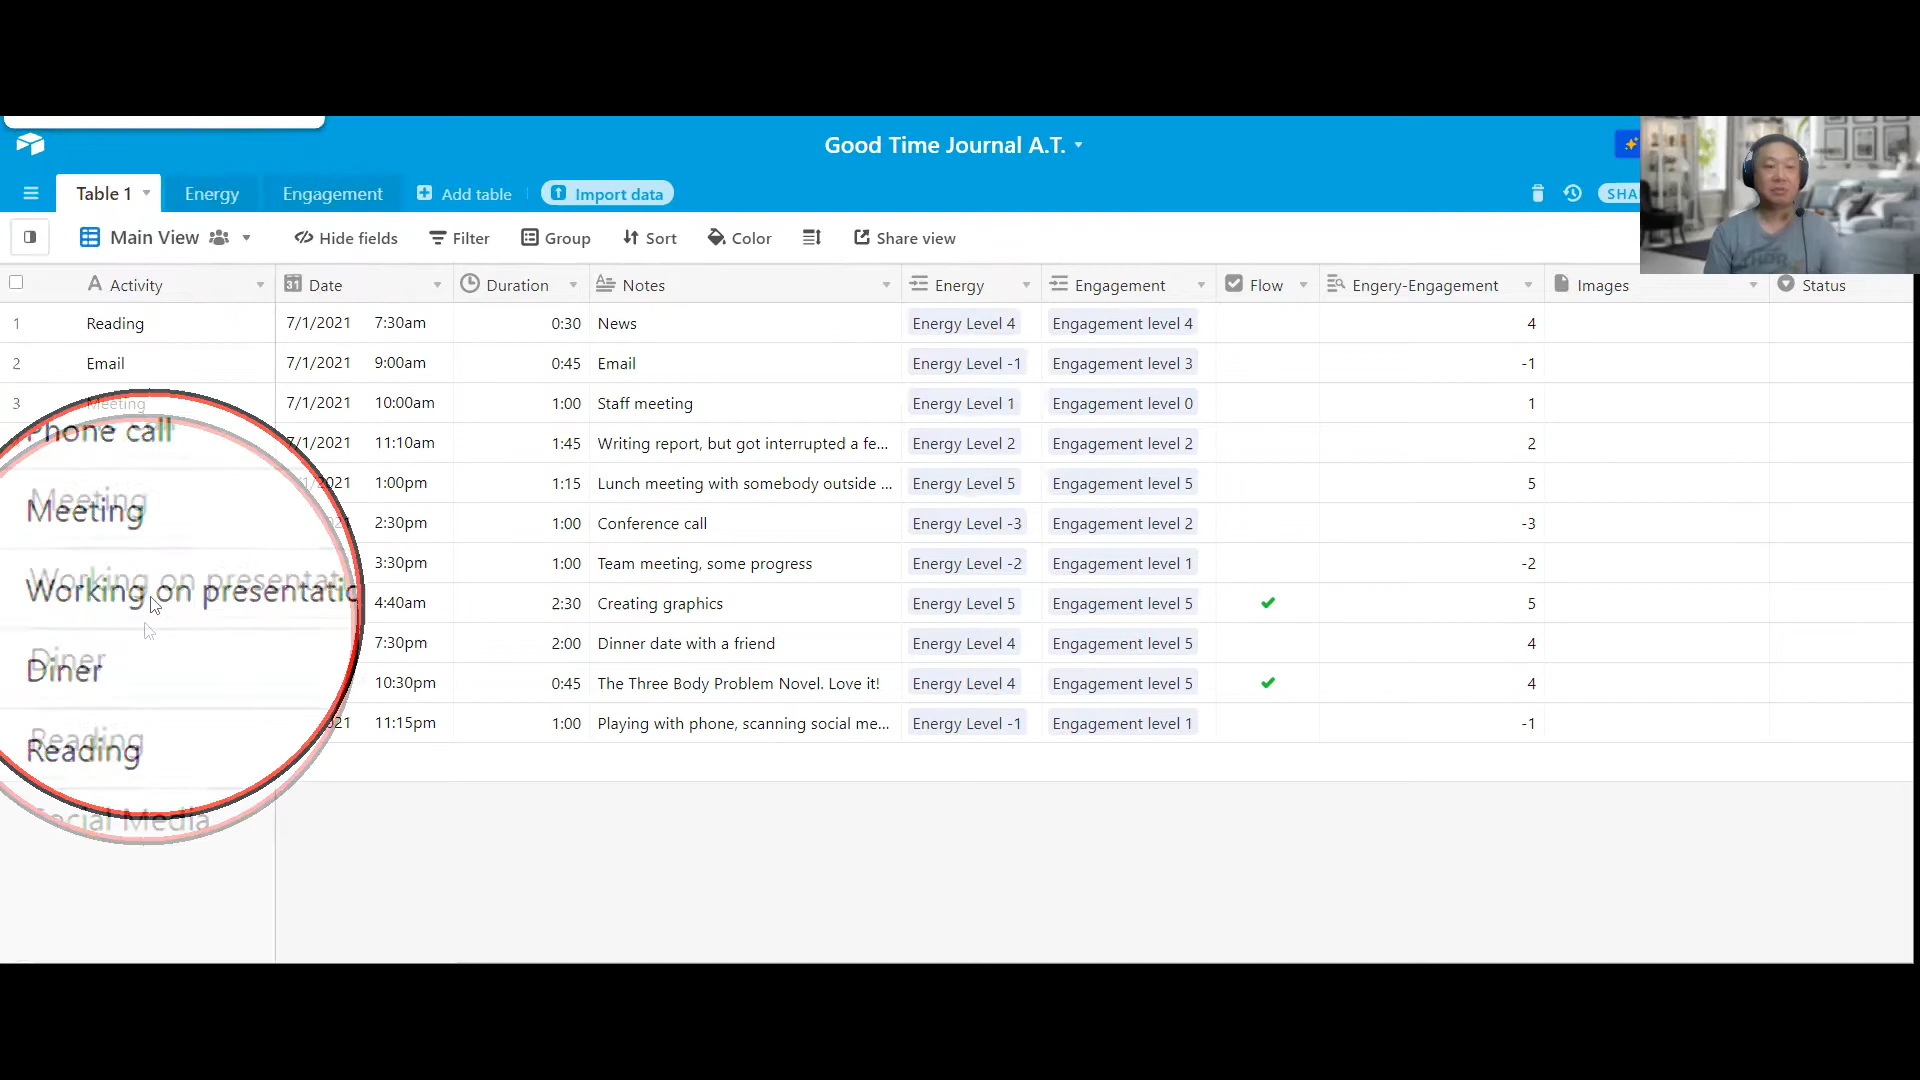 Good Time Journal A.T.
Table 1 Energy Engagement Add table Import data
Main View Hide fields Filter Group Sort Color Share view
Activity Date Duration Notes Energy Engagement Flow Engery-Engagement Images Status
1 Reading 7/1/2021 7:30am 0:30 News Energy Level 4 Engagement level 4 4
2 Email 7/1/2021 9:00am 0:45 Email Energy Level -1 Engagement level 3 -1
3 Meeting 7/1/2021 10:00am 1:00 Staff meeting Energy Level 1 Engagement level 0 1
Phone call 7/1/2021 11:10am 1:45 Writing report, but got interrupted a fe... Energy Level 2 Engagement level 2 2
1:00pm 1:15 Lunch meeting with somebody outside ... Energy Level 5 Engagement level 5 5
Meeting 2:30pm 1:00 Conference call Energy Level -3 Engagement level 2 -3
3:30pm 1:00 Team meeting, some progress Energy Level -2 Engagement level 1 -2
Working on 4:40am 2:30 Creating graphics Energy Level 5 Engagement level 5 5
Diner 7:30pm 2:00 Dinner date with a friend Energy Level 4 Engagement level 5 4
10:30pm 0:45 The Three Body Problem Novel. Love it! Energy Level 4 Engagement level 5 4
Reading 11:15pm 1:00 Playing with phone, scanning social me... Energy Level -1 Engagement level 1 -1
Social Media